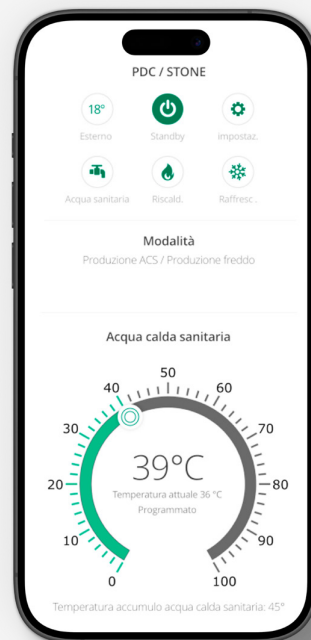 PDC / STONE
18°
Esterno
Standby
impostaz.
Acqua sanitaria
Riscald.
Raffresc..
Modalità
Produzione ACS / Produzione freddo
Acqua calda sanitaria
0
10
20
30
40
50
60
70
80
90
100
39°C
Temperatura attuale 36 °C
Programmato
Temperatura accumulo acqua calda sanitaria: 45°